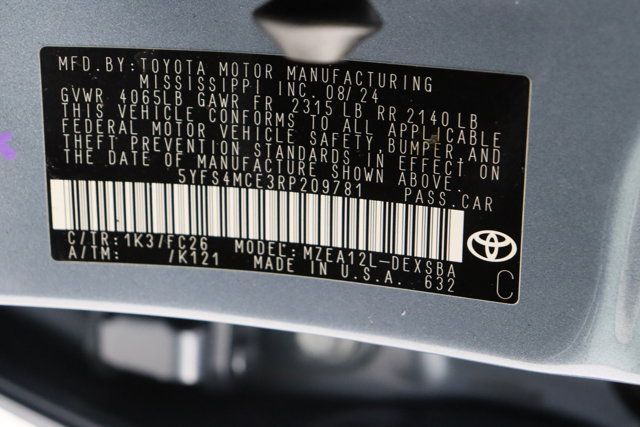 MFD.BY:TOYOTA MOTOR MANUFACTURING
MISSISSIPPI INC. 08/24
GVWR 4065LB GAWR FR 2315 LB RR 2140 LB
THIS VEHICLE CONFORMS TO ALL APPLICABLE
FEDERAL MOTOR VEHICLE SAFETY, BUMPER AND
THEFT PREVENTION STANDARDS IN EFFECT ON
THE DATE OF MANUFACTURE SHOWN ABOVE.
5YFS4MCE3RP209781 PASS.CAR
C/TR: 1K3/FC26 MODEL: MZEA12L-DEXSBA
A/TM: /K121 MADE IN U.S.A. 632
C